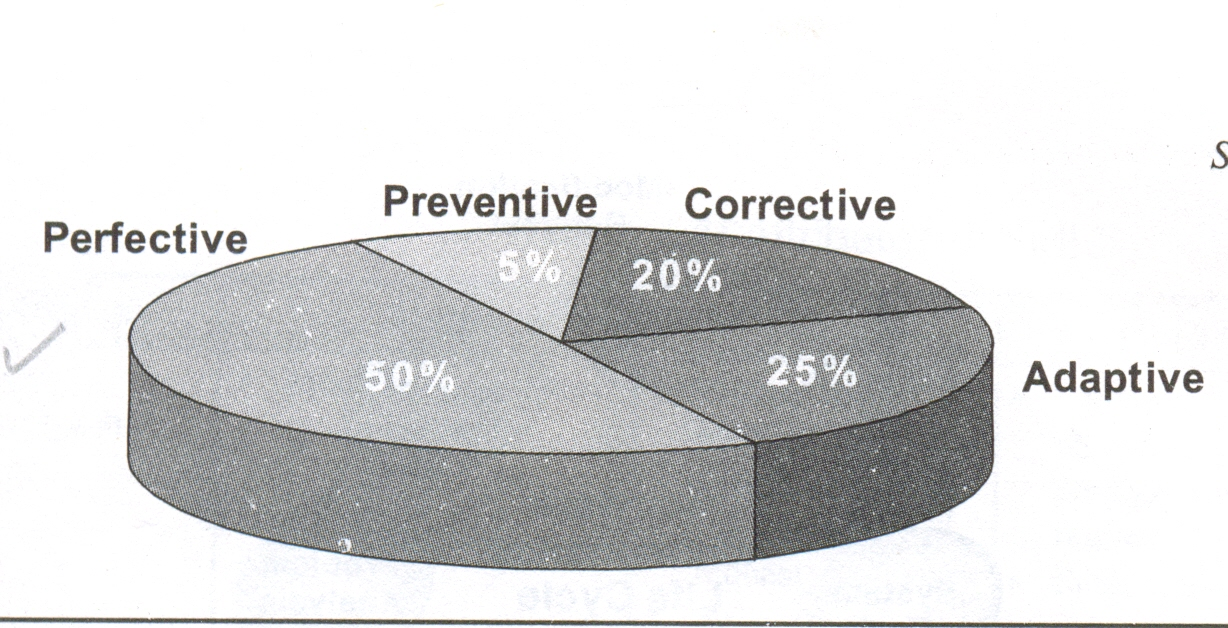 Preventive
Corrective
Perfective
5%
20%
50%
25%
Adaptive